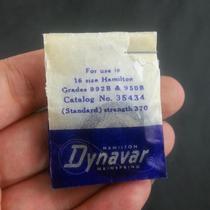 For use in
16 size Hamilton
Grades 992B & 950B
Catalog No. 35434
(Standard) strength 370
HAMILTON
Dynavar
MAINSPRING